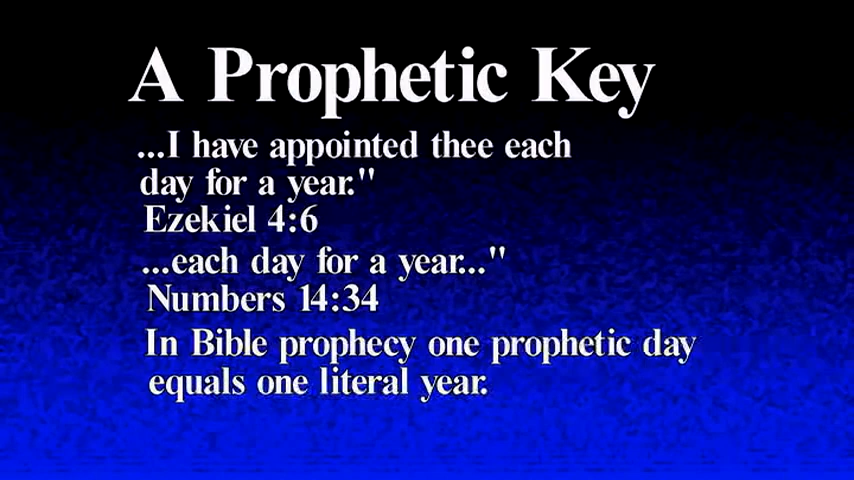 A Prophetic Key
...I have appointed thee each
day for a year."
Ezekiel 4:6
...each day for a year..."
Numbers 14:34
In Bible prophecy one prophetic day
equals one literal year.